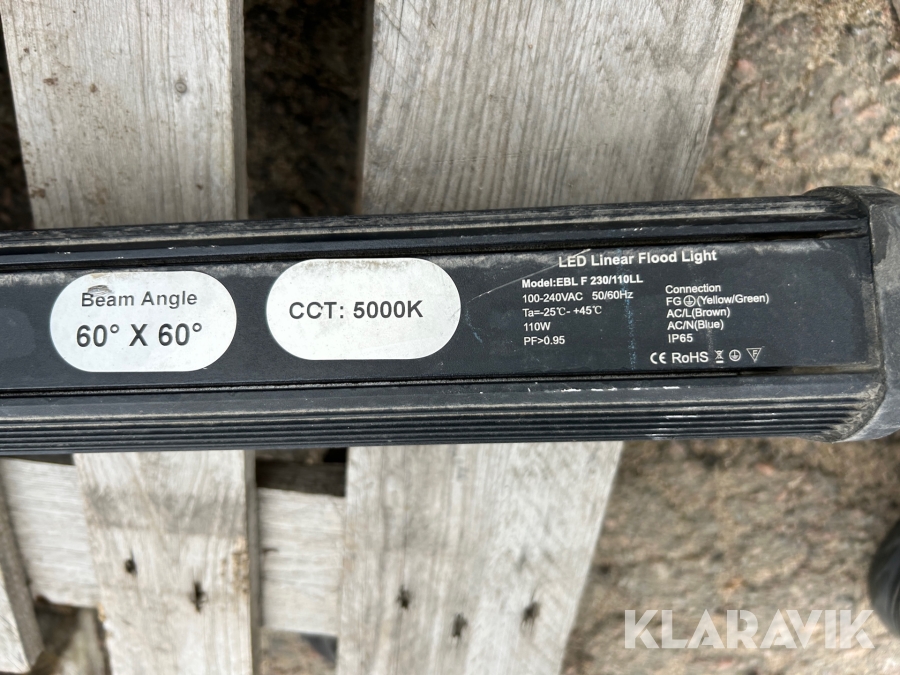 Beam Angle
60° X 60°
CCT: 5000K
LED Linear Flood Light
Model:EBL F 230/110LL
100-240VAC 50/60Hz
Ta=-25℃- +45℃
110W
PF>0.95
Connection
FG⏚(Yellow/Green)
AC/L(Brown)
AC/N(Blue)
IP65
CE RoHS F
KLARAVIK